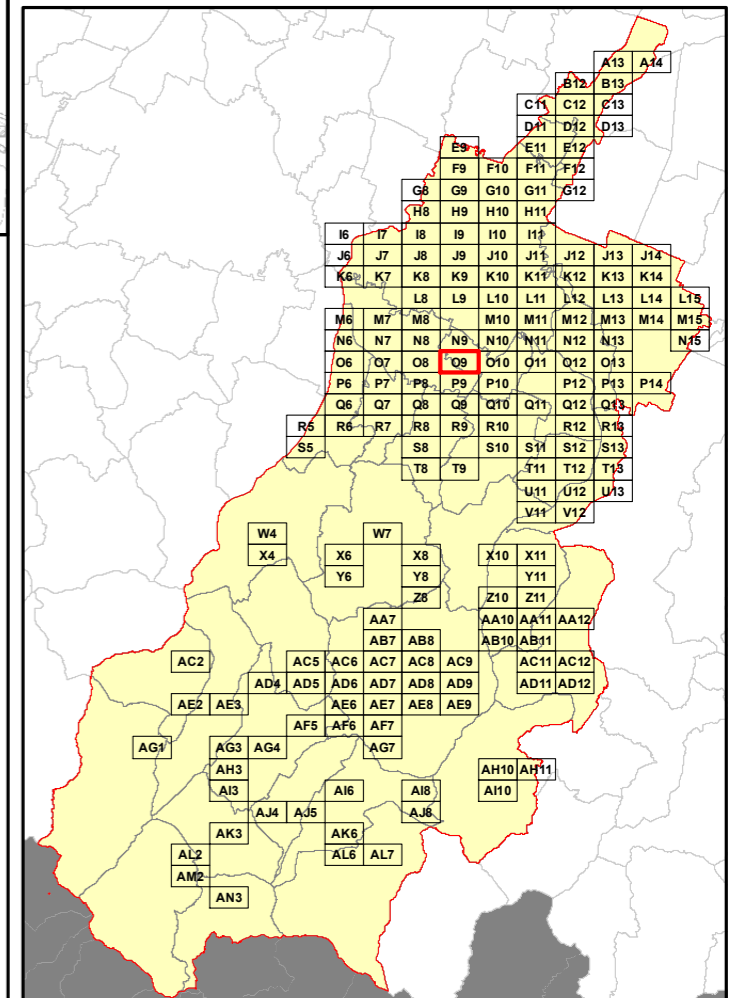 A13 A14
B12 B13
C11 C12 C13
D11 D12 D13
E9 E11 E12
F9 F10 F11 F12
G8 G9 G10 G11 G12
H8 H9 H10 H11
I6 I7 I8 I9 I10 I11
J6 J7 J8 J9 J10 J11 J12 J13 J14
K6 K7 K8 K9 K10 K11 K12 K13 K14
L8 L9 L10 L11 L12 L13 L14 L15
M6 M7 M8 M10 M11 M12 M13 M14 M15
N6 N7 N8 N9 N10 N11 N12 N13 N15
O6 O7 O8 O9 O10 O11 O12 O13
P6 P7 P8 P9 P10 P12 P13 P14
Q6 Q7 Q8 Q9 Q10 Q11 Q12 Q13
R5 R6 R7 R8 R9 R10 R12 R13
S5 S8 S10 S11 S12 S13
T8 T9 T11 T12 T13
U11 U12 U13
V11 V12
W4 W7
X4 X6 X8 X10 X11
Y6 Y8 Y11
Z8 Z10 Z11
AA7 AA10 AA11 AA12
AB7 AB8 AB10 AB11
AC2 AC5 AC6 AC7 AC8 AC9 AC11 AC12
AD4 AD5 AD6 AD7 AD8 AD9 AD11 AD12
AE2 AE3 AE6 AE7 AE8 AE9
AF5 AF6 AF7
AG1 AG3 AG4 AG7
AH3 AH10 AH11
AI3 AI6 AI8 AI10
AJ4 AJ5 AJ8
AK3 AK6
AL2 AL6 AL7
AM2
AN3